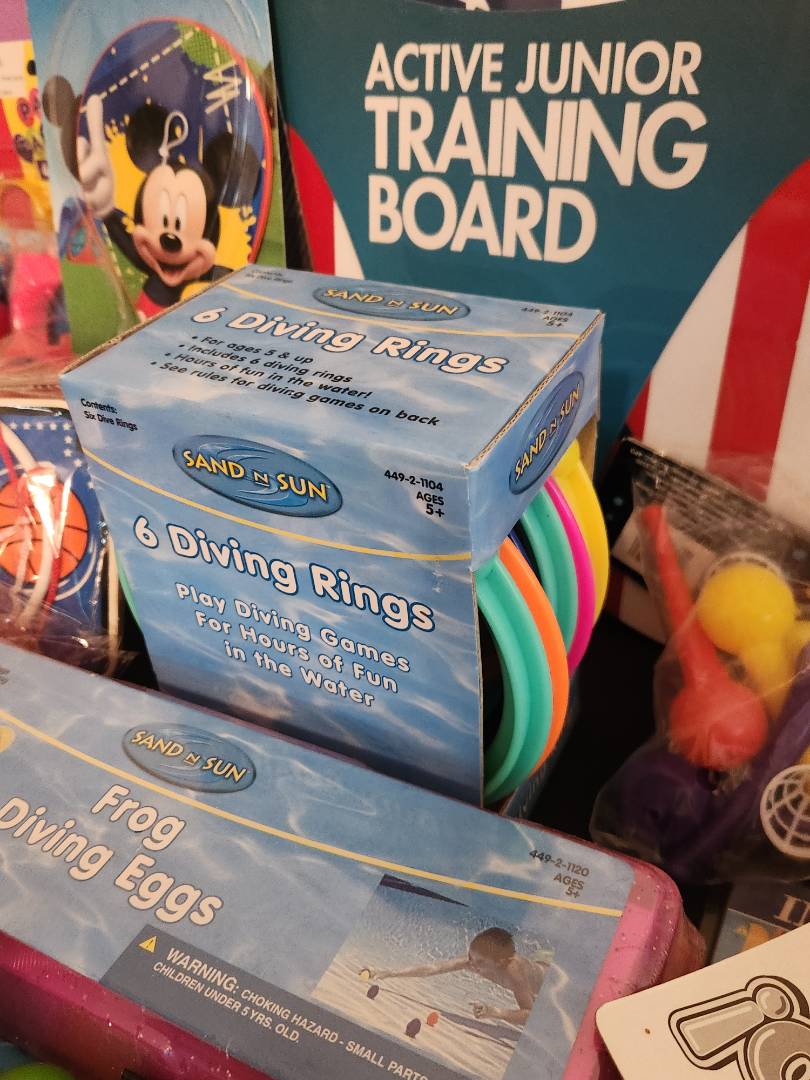 ACTIVE JUNIOR
TRAINING
BOARD
SAND N SUN
449-2-1104
AGES
5+
6 Diving Rings
• For ages 5 & up
• Includes 6 diving rings
• Hours of fun in the water!
• See rules for diving games on back
Contents:
Six Dive Rings
SAND N SUN
449-2-1104
AGES
5+
6 Diving Rings
Play Diving Games
For Hours of Fun
in the Water
SAND N SUN
SAND N SUN
Frog
Diving Eggs
449-2-1120
AGES
5+
WARNING: CHOKING HAZARD - SMALL PARTS
CHILDREN UNDER 5 YRS. OLD.